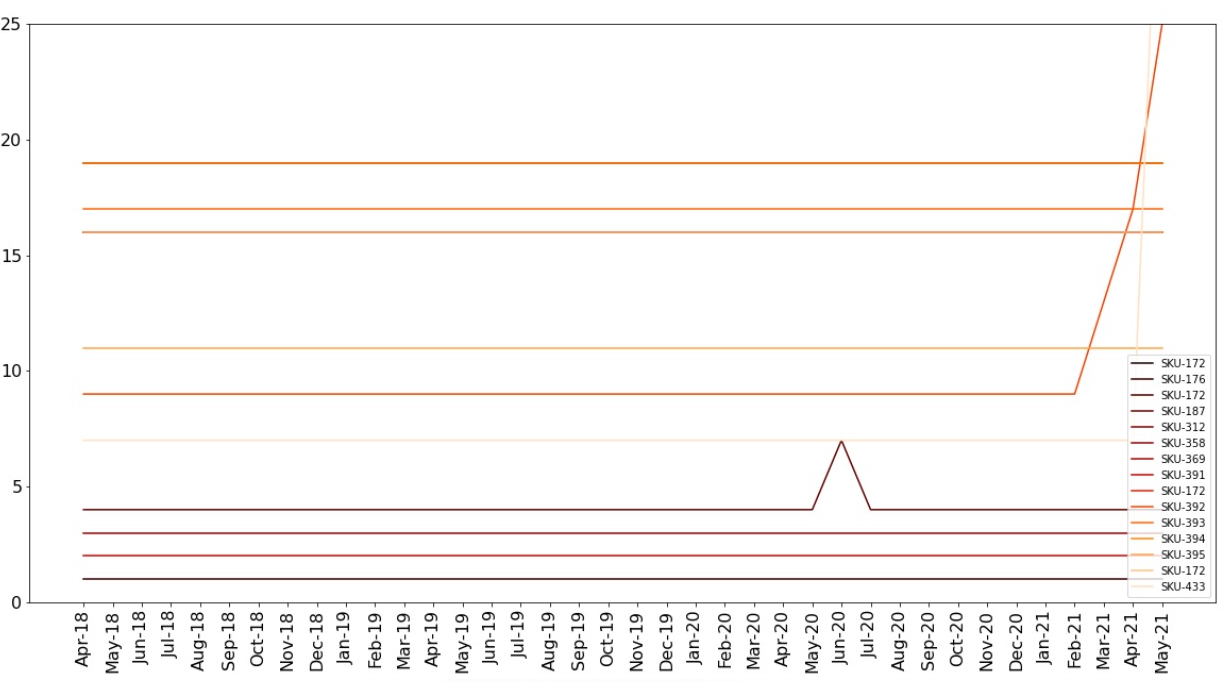 25
20
15
10
5
0
SKU-172
SKU-176
SKU-172
SKU-187
SKU-312
SKU-358
SKU-369
SKU-391
SKU-172
SKU-392
SKU-393
SKU-394
SKU-395
SKU-172
SKU-433
Apr-18
May-18
Jun-18
Jul-18
Aug-18
Sep-18
Oct-18
Nov-18
Dec-18
Jan-19
Feb-19
Mar-19
Apr-19
May-19
Jun-19
Jul-19
Aug-19
Sep-19
Oct-19
Nov-19
Dec-19
Jan-20
Feb-20
Mar-20
Apr-20
May-20
Jun-20
Jul-20
Aug-20
Sep-20
Oct-20
Nov-20
Dec-20
Jan-21
Feb-21
Mar-21
Apr-21
May-21